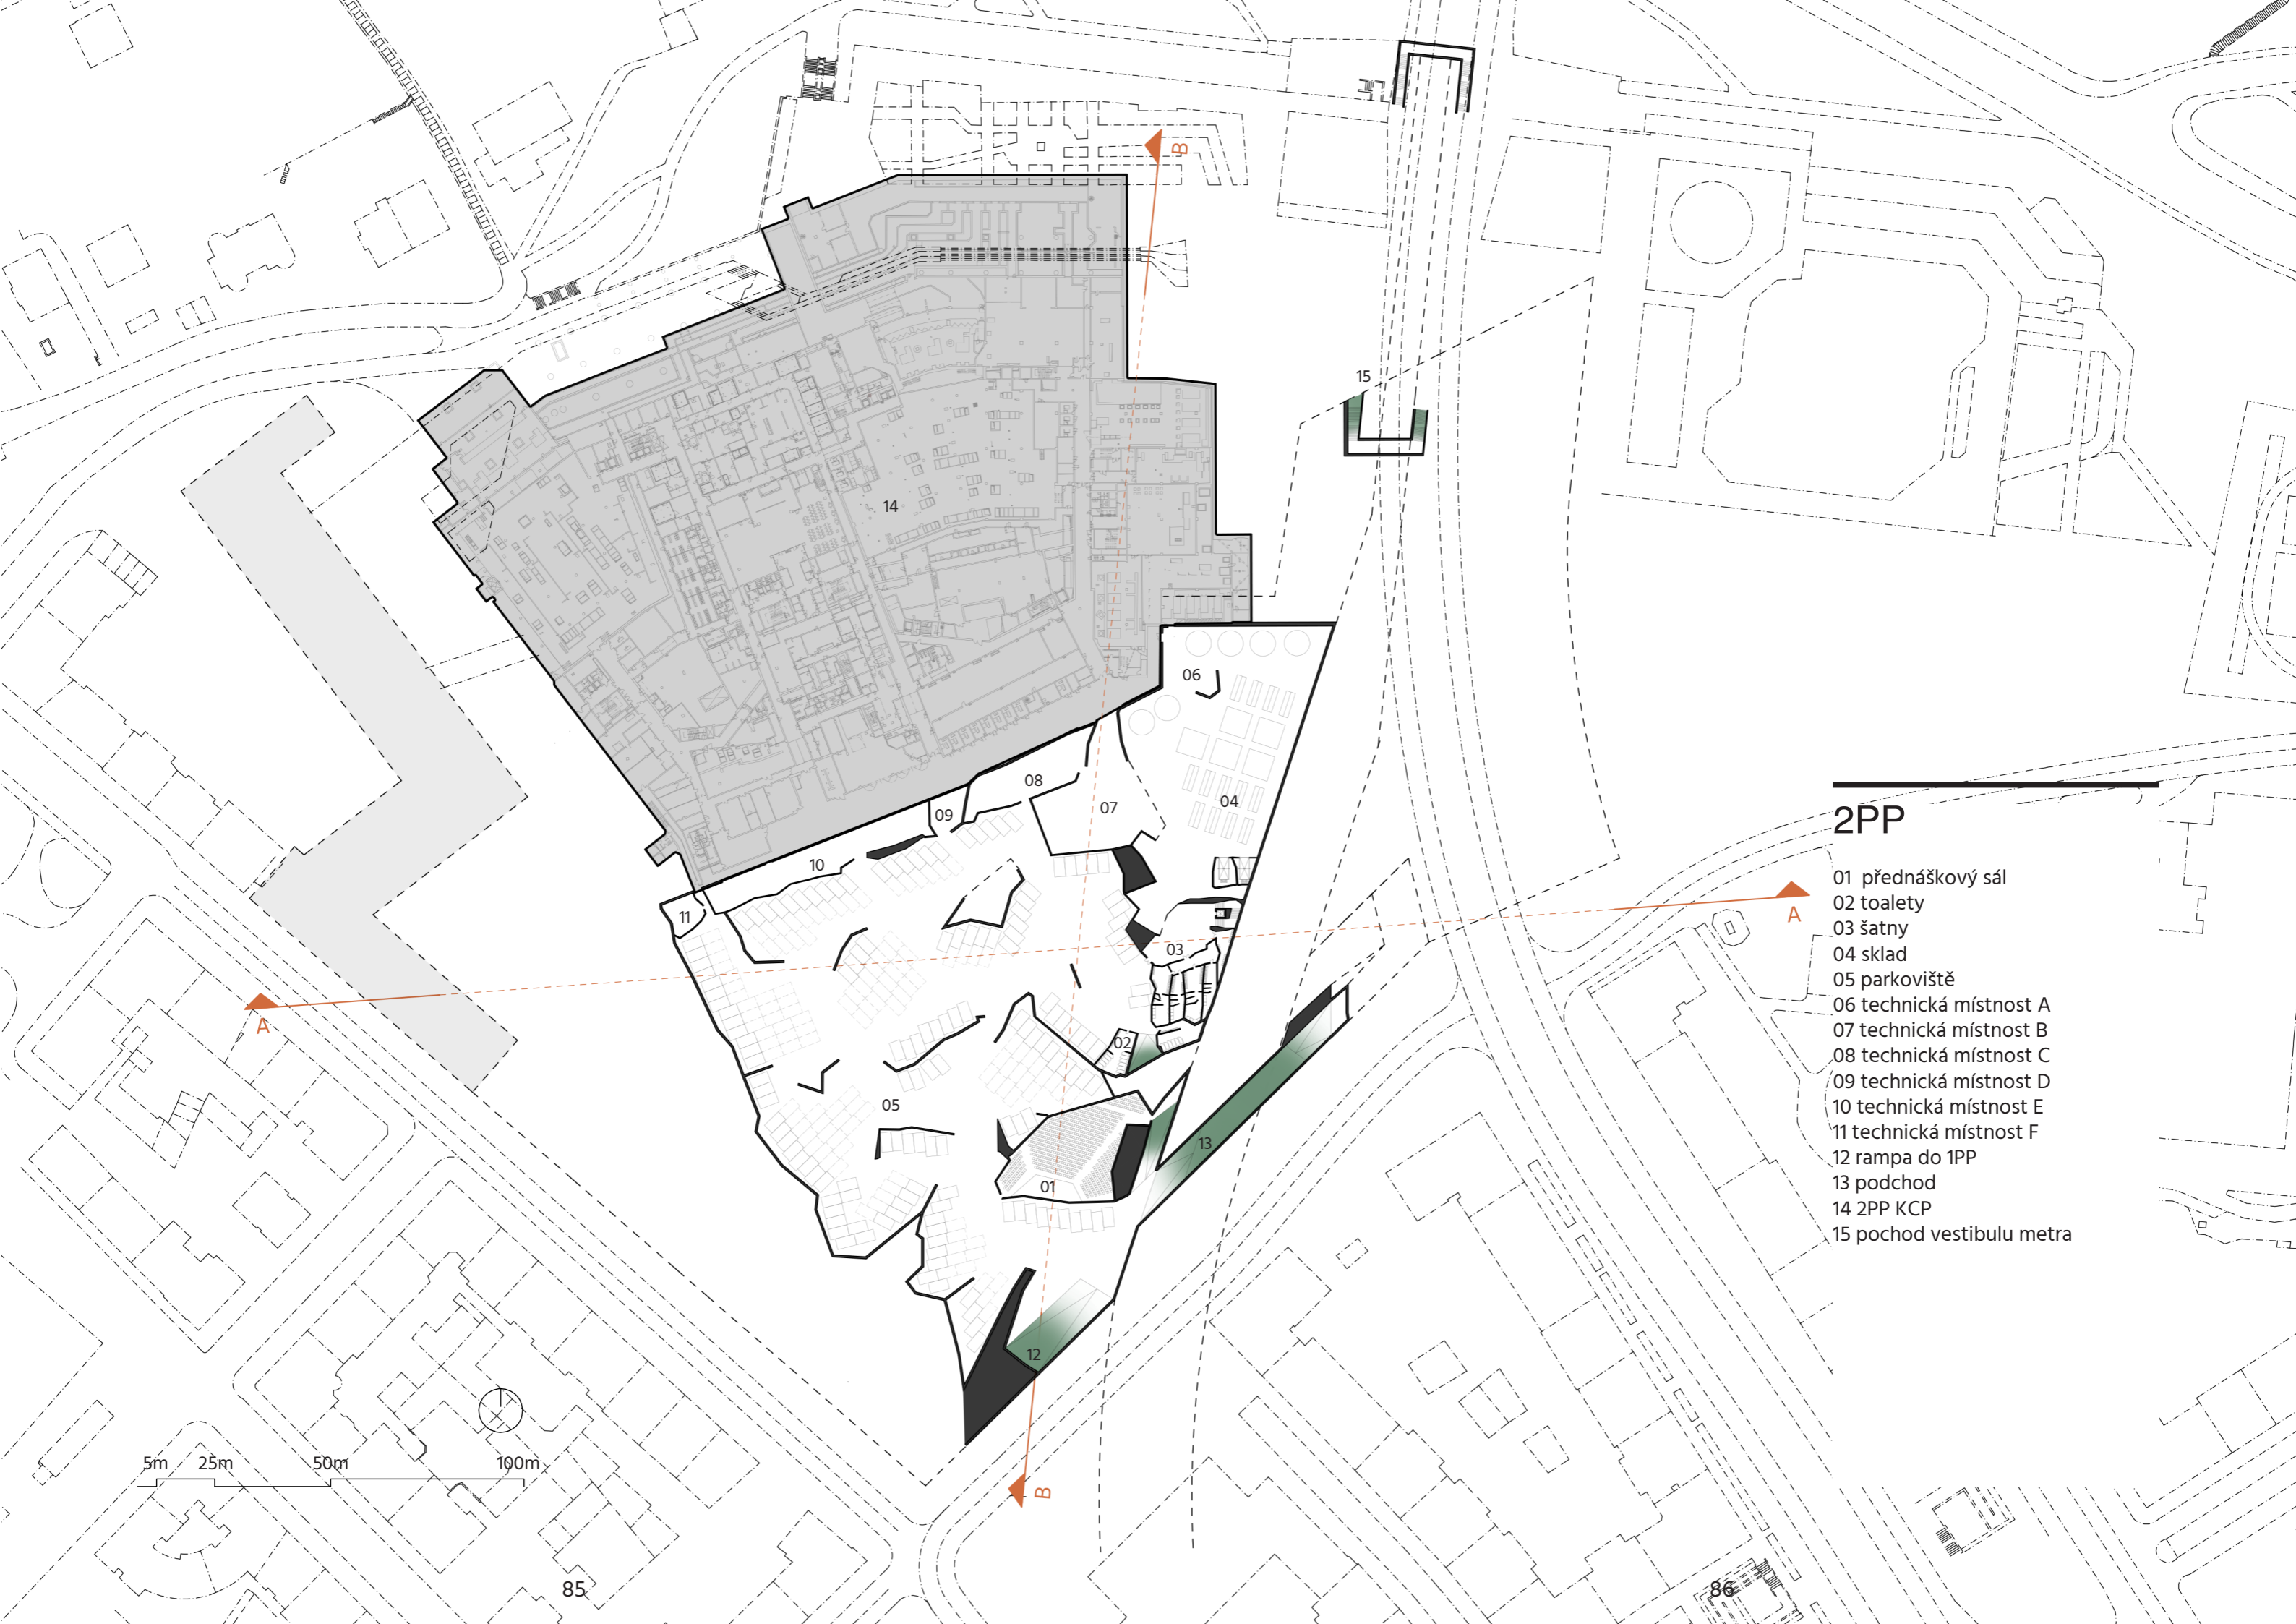 B
15
14
06
08
04
07
09
10
11
03
A
A
02
05
13
01
12
B
2PP
01 přednáškový sál
02 toalety
03 šatny
04 sklad
05 parkoviště
06 technická místnost A
07 technická místnost B
08 technická místnost C
09 technická místnost D
10 technická místnost E
11 technická místnost F
12 rampa do 1PP
13 podchod
14 2PP KCP
15 pochod vestibulu metra
5m 25m 50m 100m
85
86